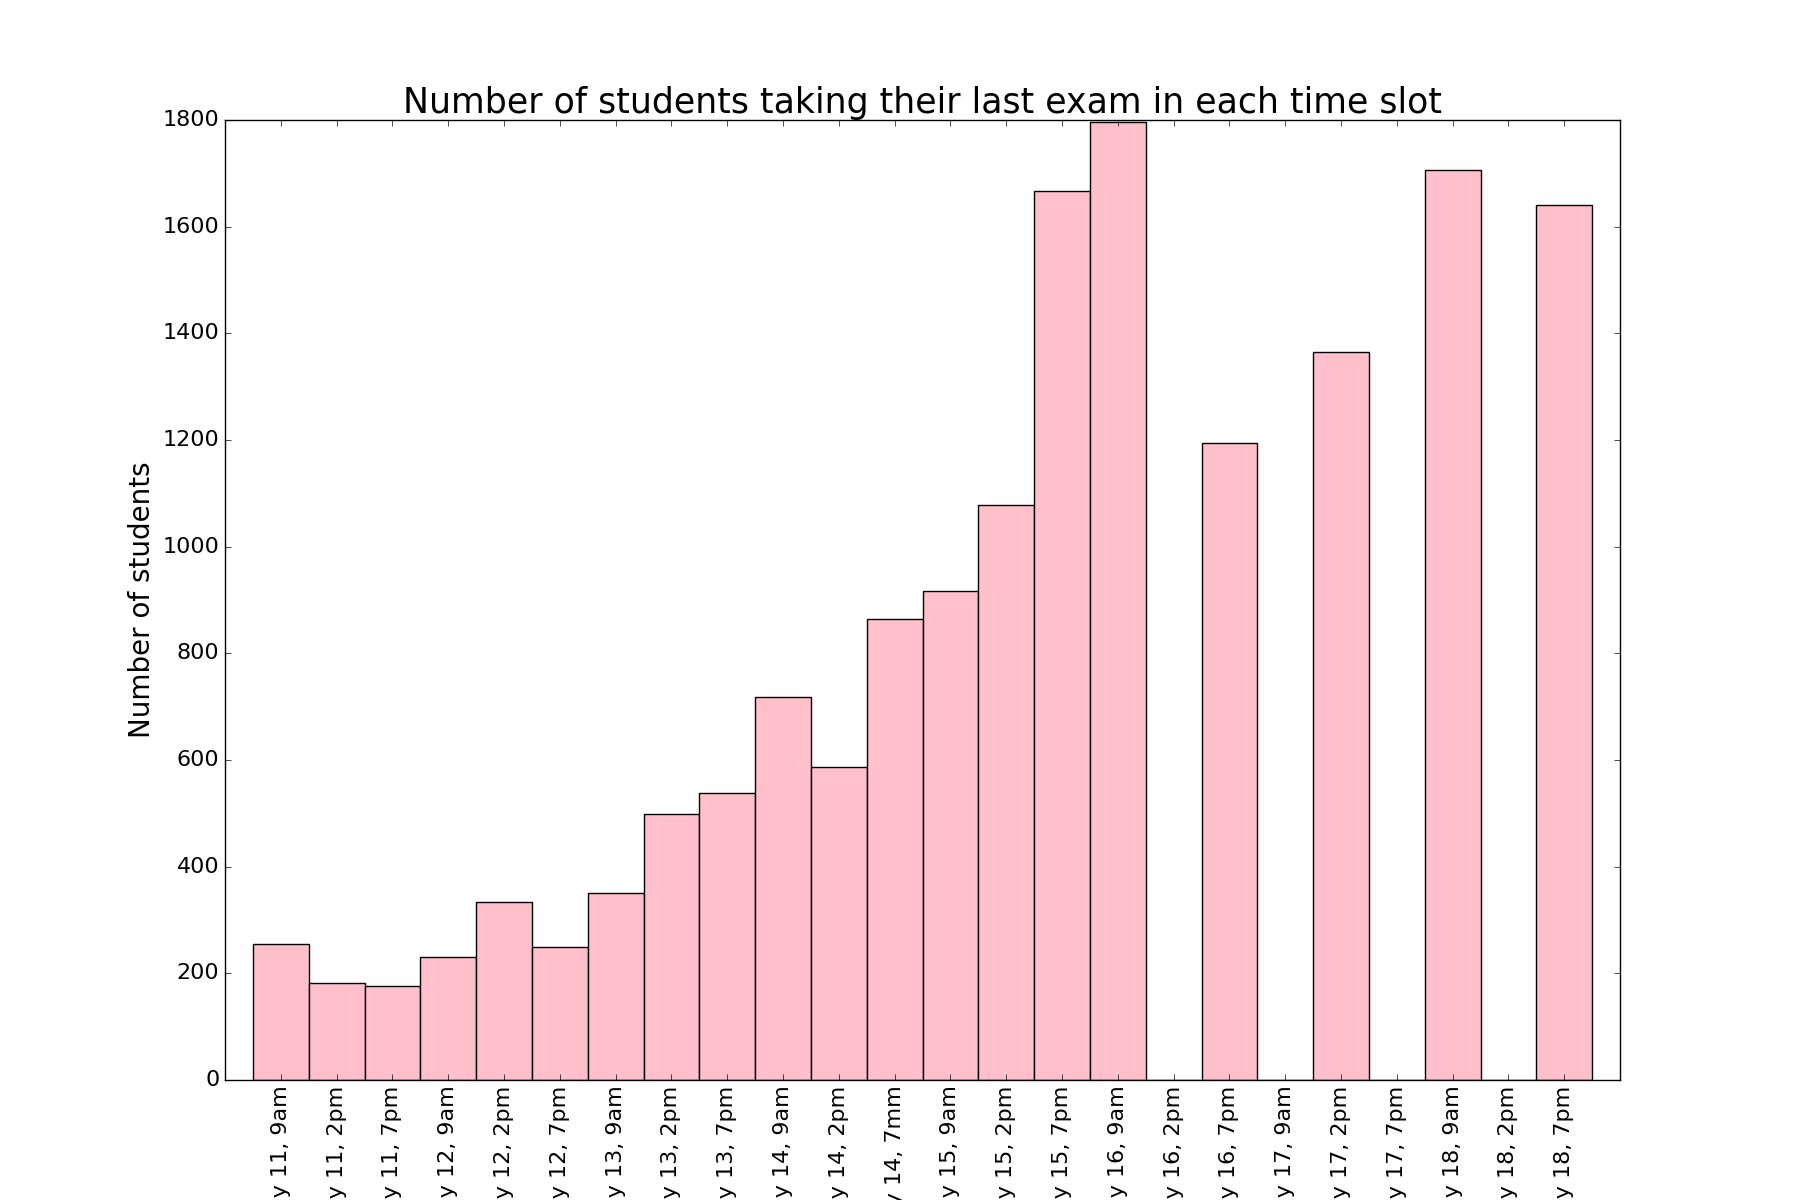 Number of students taking their last exam in each time slot
Number of students
1800
1600
1400
1200
1000
800
600
400
200
0
y 11, 9am
y 11, 2pm
y 11, 7pm
y 12, 9am
y 12, 2pm
y 12, 7pm
y 13, 9am
y 13, 2pm
y 13, 7pm
y 14, 9am
y 14, 2pm
y 14, 7mm
y 15, 9am
y 15, 2pm
y 15, 7pm
y 16, 9am
y 16, 2pm
y 16, 7pm
y 17, 9am
y 17, 2pm
y 17, 7pm
y 18, 9am
y 18, 2pm
y 18, 7pm